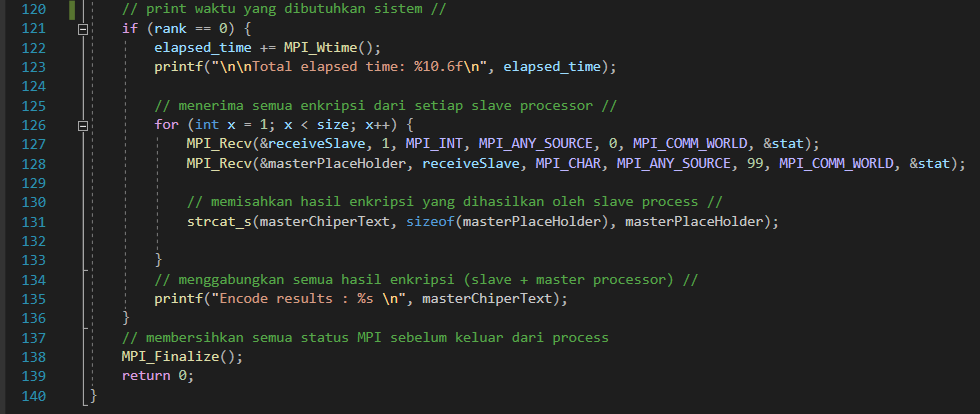 120 // print waktu yang dibutuhkan sistem //
121 if (rank == 0) {
122 elapsed_time += MPI_Wtime();
123 printf("\n\nTotal elapsed time: %10.6f\n", elapsed_time);
124
125 // menerima semua enkripsi dari setiap slave processor //
126 for (int x = 1; x < size; x++) {
127 MPI_Recv(&receiveSlave, 1, MPI_INT, MPI_ANY_SOURCE, 0, MPI_COMM_WORLD, &stat);
128 MPI_Recv(&masterPlaceHolder, receiveSlave, MPI_CHAR, MPI_ANY_SOURCE, 99, MPI_COMM_WORLD, &stat);
129
130 // memisahkan hasil enkripsi yang dihasilkan oleh slave process //
131 strcat_s(masterChiperText, sizeof(masterPlaceHolder), masterPlaceHolder);
132
133 }
134 // menggabungkan semua hasil enkripsi (slave + master processor) //
135 printf("Encode results : %s \n", masterChiperText);
136 }
137 // membersihkan semua status MPI sebelum keluar dari process
138 MPI_Finalize();
139 return 0;
140 }